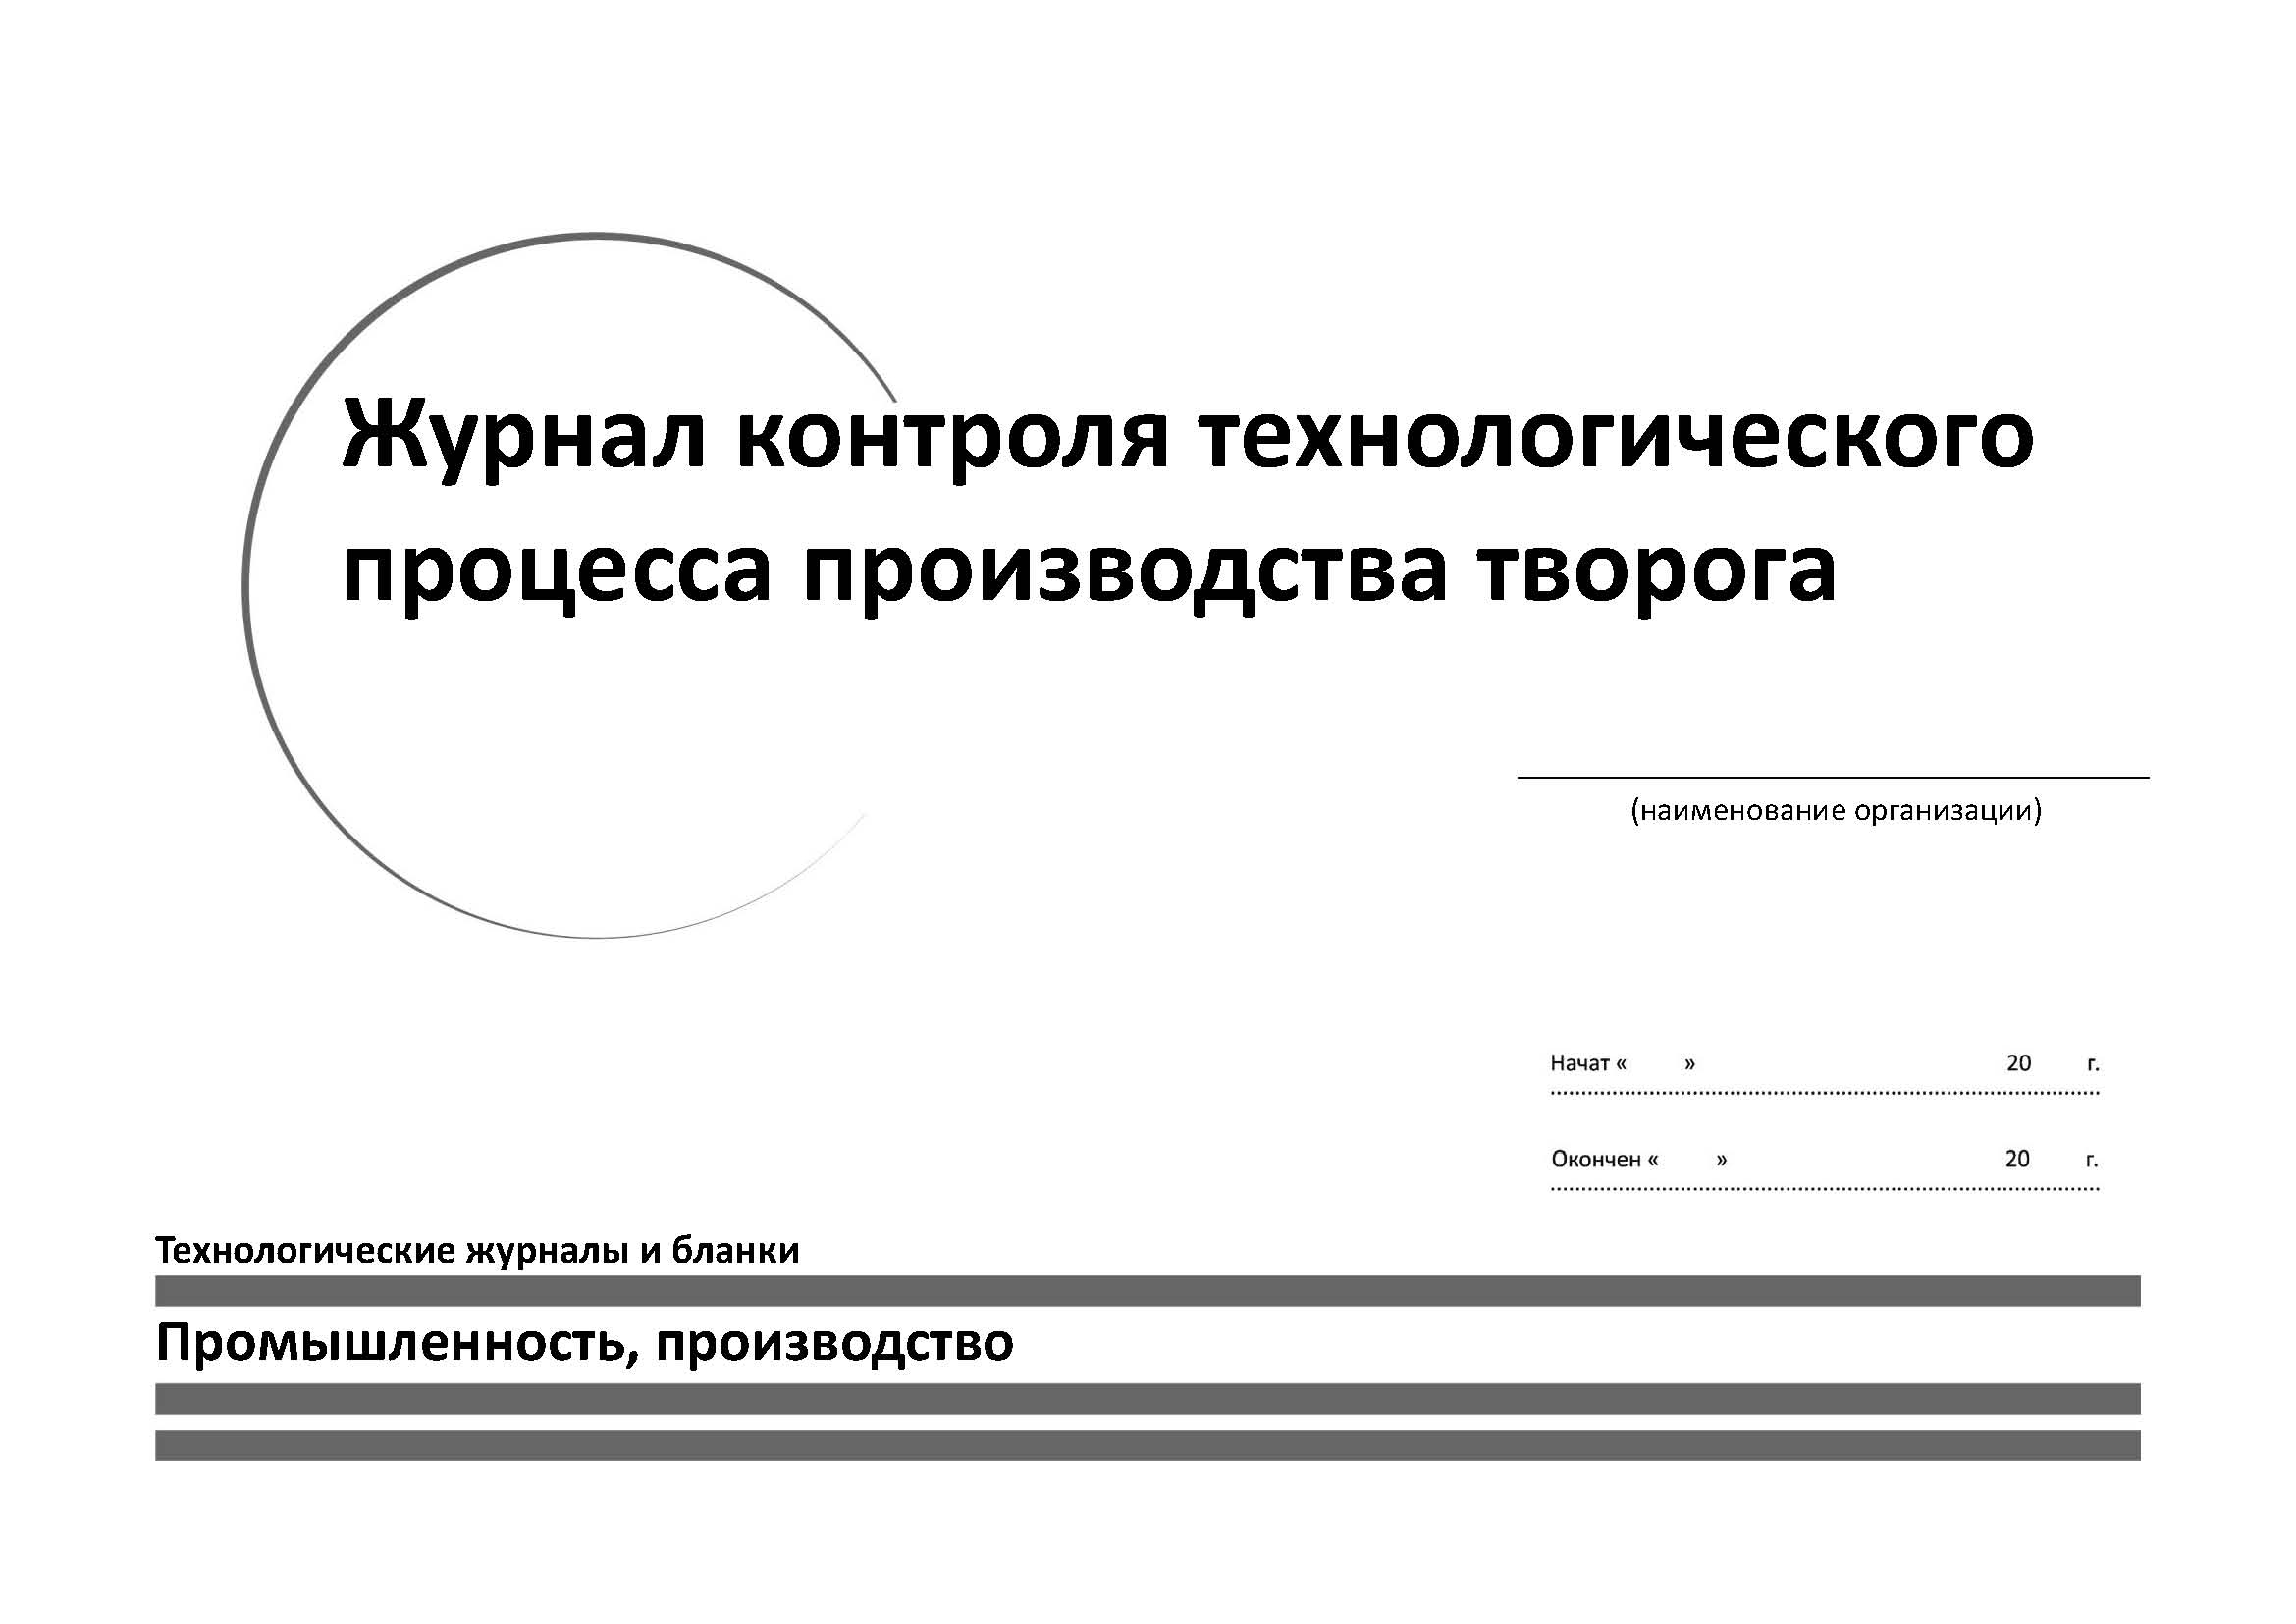 Журнал контроля технологического
процесса производства творога
(наименование организации)
Начат « » 20 г.
Окончен « » 20 г.
Технологические журналы и бланки
Промышленность, производство